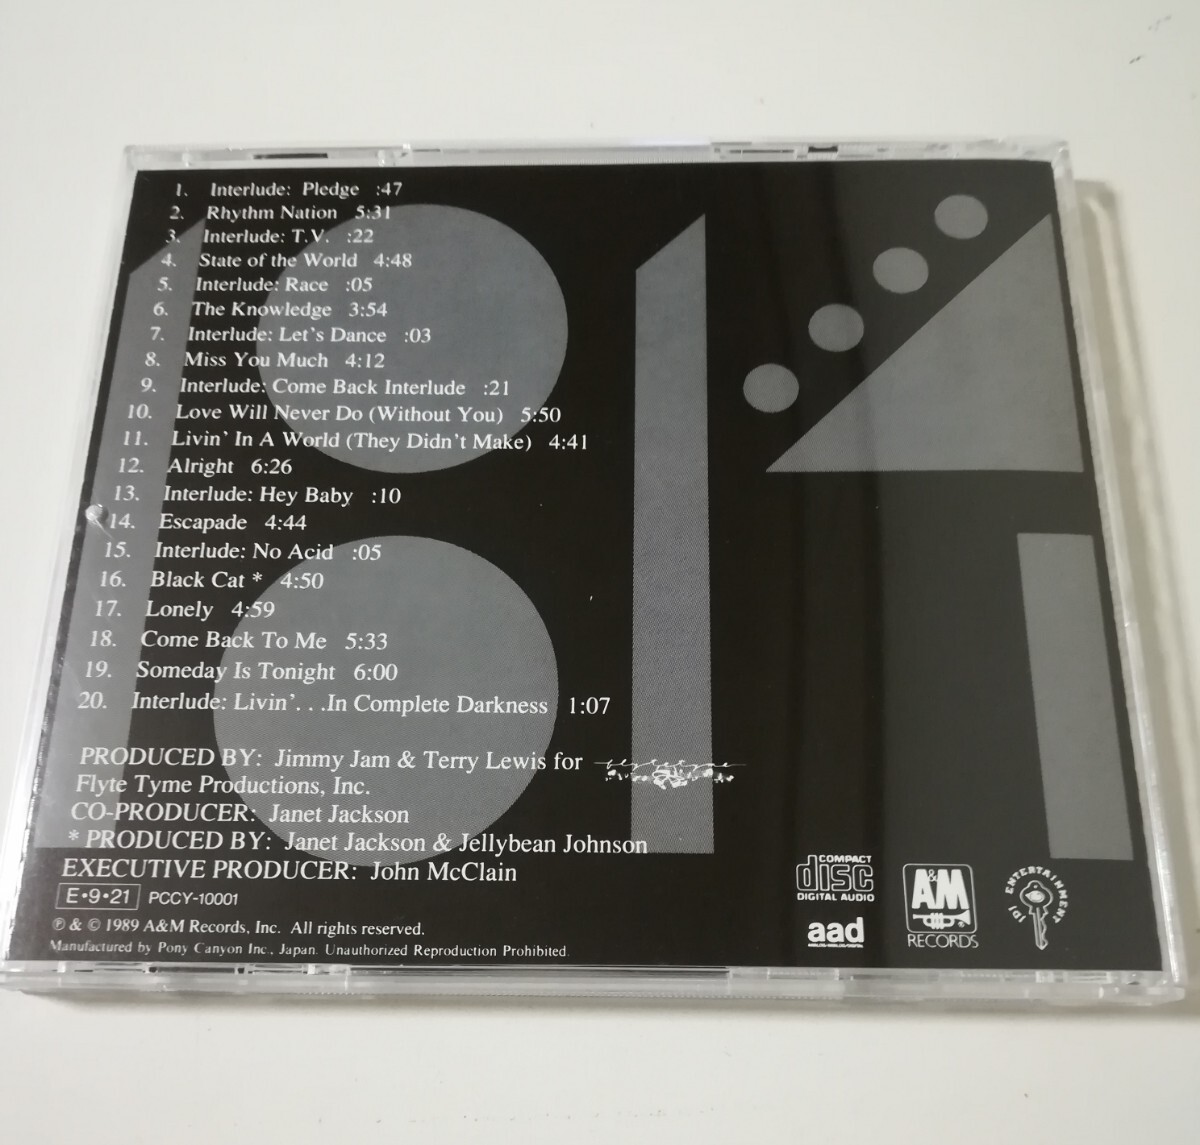 1. Interlude: Pledge :47
2. Rhythm Nation 5:31
3. Interlude: T.V. :22
4. State of the World 4:48
5. Interlude: Race :05
6. The Knowledge 3:54
7. Interlude: Let's Dance :03
8. Miss You Much 4:12
9. Interlude: Come Back Interlude :21
10. Love Will Never Do (Without You) 5:50
11. Livin' In A World (They Didn't Make) 4:41
12. Alright 6:26
13. Interlude: Hey Baby :10
14. Escapade 4:44
15. Interlude: No Acid :05
16. Black Cat * 4:50
17. Lonely 4:59
18. Come Back To Me 5:33
19. Someday Is Tonight 6:00
20. Interlude: Livin'. . .In Complete Darkness 1:07
PRODUCED BY: Jimmy Jam & Terry Lewis for
Flyte Tyme Productions, Inc.
CO-PRODUCER: Janet Jackson
* PRODUCED BY: Janet Jackson & Jellybean Johnson
EXECUTIVE PRODUCER: John McClain
E•9•21 PCCY-10001
℗ & © 1989 A&M Records, Inc. All rights reserved.
Manufactured by Pony Canyon Inc., Japan. Unauthorized Reproduction Prohibited.
COMPACT
disc
DIGITAL AUDIO
aad
A&M
RECORDS
JDJ ENTERTAINMENT
1814